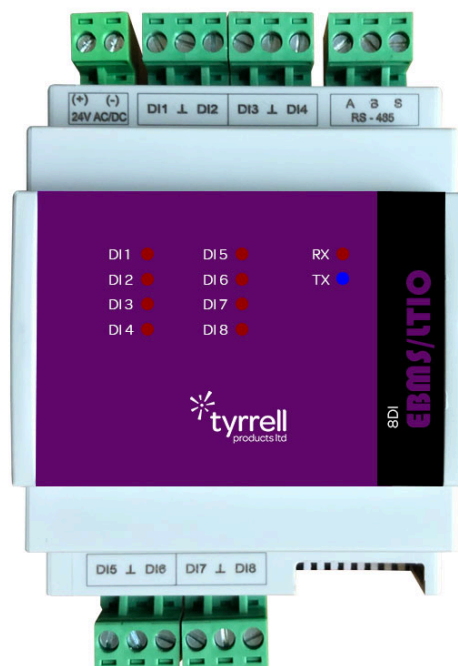 (+) (-)
24V AC/DC
DI1 ⊥ DI2
DI3 ⊥ DI4
A B S
RS - 485
DI1
DI2
DI3
DI4
DI5
DI6
DI7
DI8
RX
TX
tyrrell
products ltd
8DI
EBMS/LTIO
DI5 ⊥ DI6
DI7 ⊥ DI8